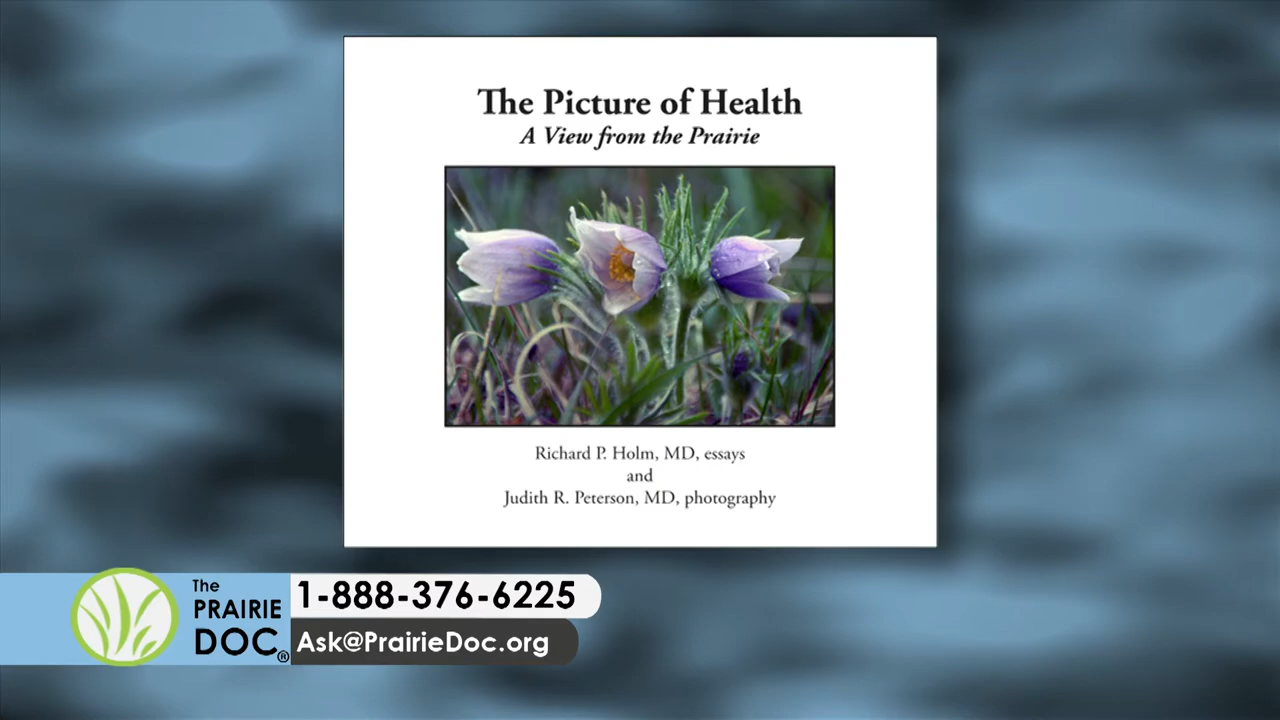 The Picture of Health
A View from the Prairie
Richard P. Holm, MD, essays
and
Judith R. Peterson, MD, photography
The
PRAIRIE
DOC®
1-888-376-6225
Ask@PrairieDoc.org